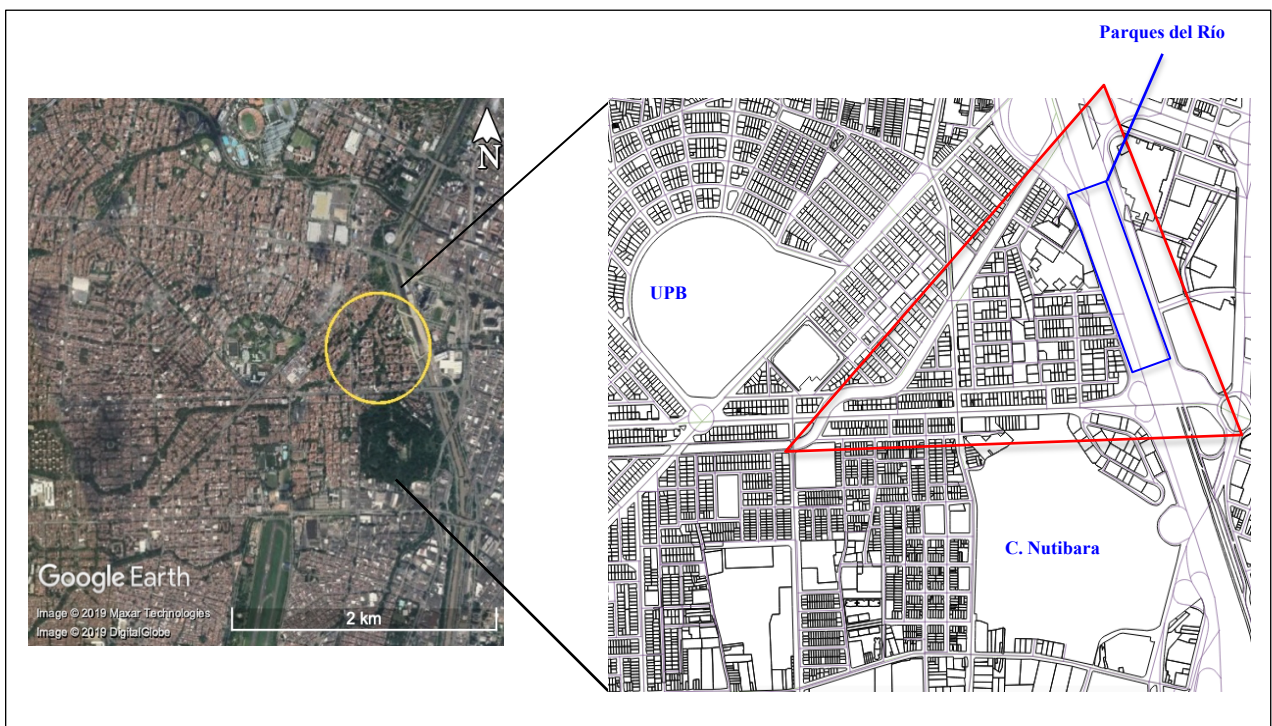 Parques del Río
N
UPB
C. Nutibara
Google Earth
Image © 2019 Maxar Technologies
Image © 2019 DigitalGlobe
2 km